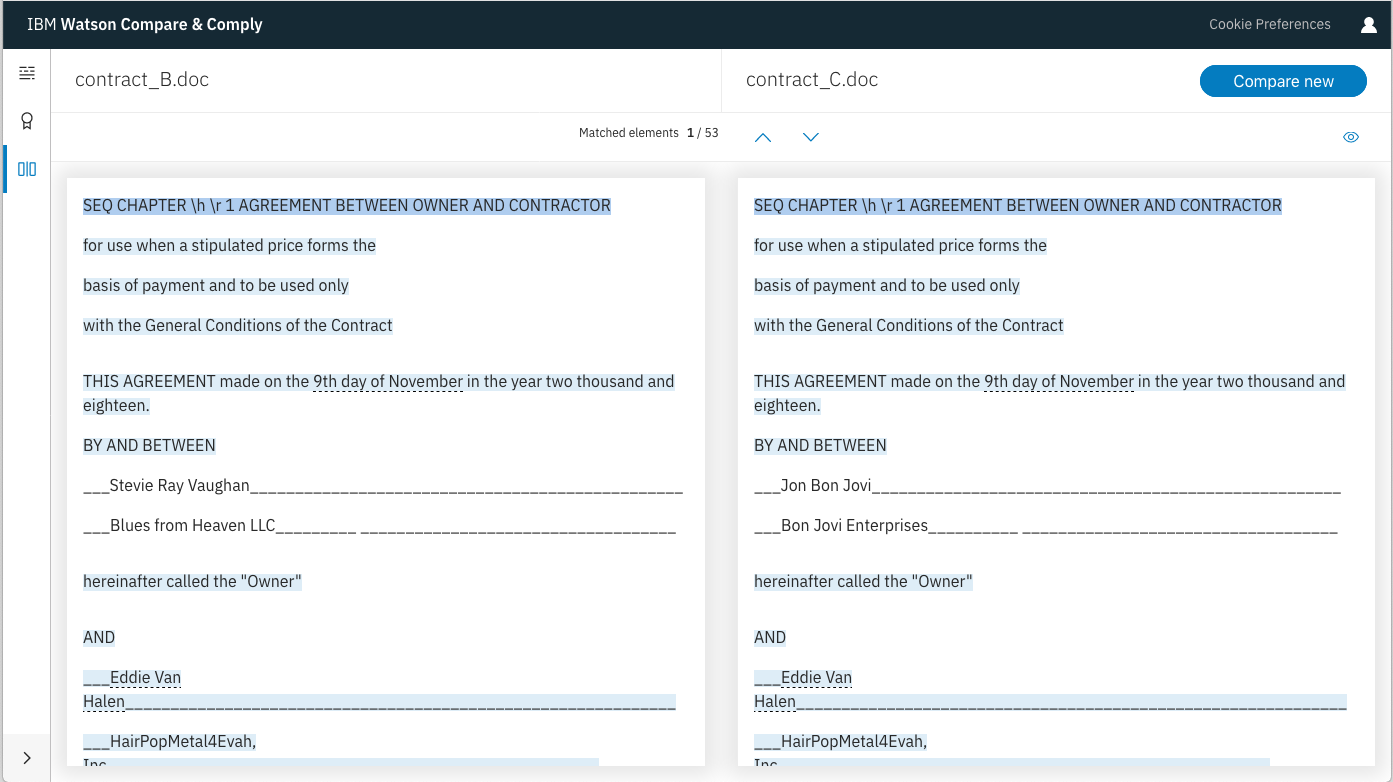 IBM Watson Compare & Comply
Cookie Preferences
contract_B.doc
contract_C.doc
Compare new
Matched elements 1 / 53
SEQ CHAPTER \h \r 1 AGREEMENT BETWEEN OWNER AND CONTRACTOR
for use when a stipulated price forms the
basis of payment and to be used only
with the General Conditions of the Contract
THIS AGREEMENT made on the 9th day of November in the year two thousand and
eighteen.
BY AND BETWEEN
___Stevie Ray Vaughan________________________________________________
___Blues from Heaven LLC_________ ___________________________________
hereinafter called the "Owner"
AND
___Eddie Van
Halen_____________________________________________________________
___HairPopMetal4Evah,
Inc
SEQ CHAPTER \h \r 1 AGREEMENT BETWEEN OWNER AND CONTRACTOR
for use when a stipulated price forms the
basis of payment and to be used only
with the General Conditions of the Contract
THIS AGREEMENT made on the 9th day of November in the year two thousand and
eighteen.
BY AND BETWEEN
___Jon Bon Jovi____________________________________________________
___Bon Jovi Enterprises__________ ___________________________________
hereinafter called the "Owner"
AND
___Eddie Van
Halen_____________________________________________________________
___HairPopMetal4Evah,
Inc